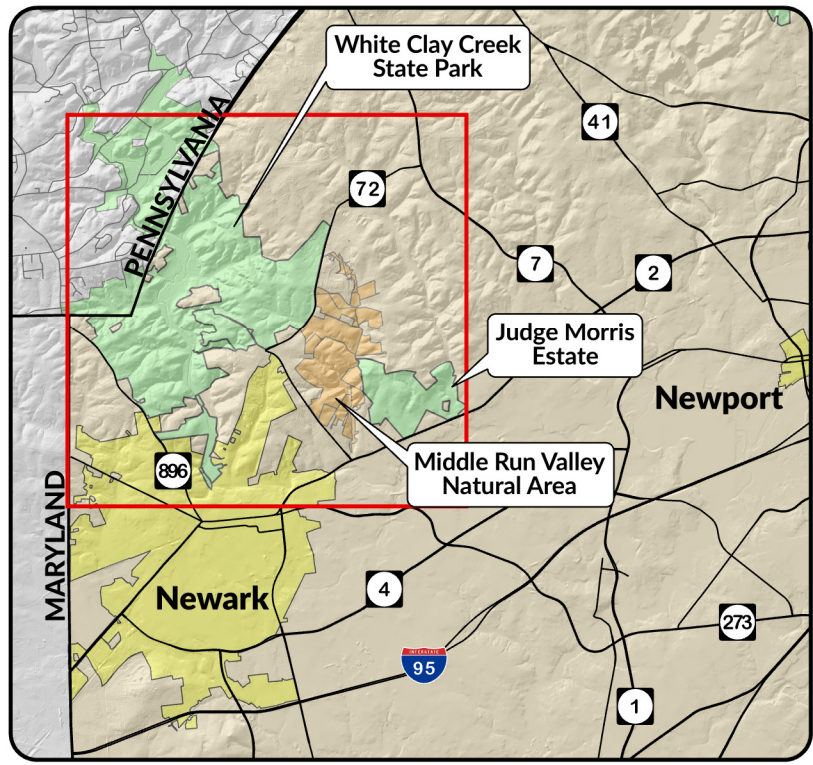 White Clay Creek
State Park
41
PENNSYLVANIA
72
7
2
Judge Morris
Estate
Newport
Middle Run Valley
Natural Area
896
MARYLAND
Newark
4
273
INTERSTATE
95
1